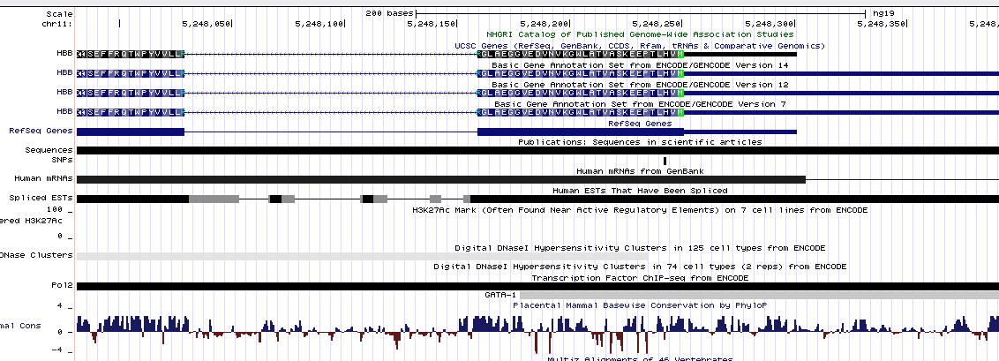 Scale 200 bases hg19
chr11: 5,248,050 5,248,100 5,248,150 5,248,200 5,248,250 5,248,300 5,248,350 5,248,
NHGRI Catalog of Published Genome-Wide Association Studies
UCSC Genes (RefSeq, GenBank, CCDS, Rfam, tRNAs & Comparative Genomics)
HBB SEFFRQTWPYVVLL RGLAEGGVEDVNVKGWLATVASKEEPTLHVM
Basic Gene Annotation Set from ENCODE/GENCODE Version 14
HBB SEFFRQTWPYVVLL RGLAEGGVEDVNVKGWLATVASKEEPTLHVM
Basic Gene Annotation Set from ENCODE/GENCODE Version 12
HBB SEFFRQTWPYVVLL RGLAEGGVEDVNVKGWLATVASKEEPTLHVM
Basic Gene Annotation Set from ENCODE/GENCODE Version 7
HBB SEFFRQTWPYVVLL RGLAEGGVEDVNVKGWLATVASKEEPTLHVM
RefSeq Genes
RefSeq Genes
Publications: Sequences in scientific articles
Sequences
SNPs
Human mRNAs from GenBank
Human mRNAs
Human ESTs That Have Been Spliced
Spliced ESTs
H3K27Ac Mark (Often Found Near Active Regulatory Elements) on 7 cell lines from ENCODE
100 _
ered H3K27Ac
0 _
Digital DNaseI Hypersensitivity Clusters in 125 cell types from ENCODE
DNase Clusters
Digital DNaseI Hypersensitivity Clusters in 74 cell types (2 reps) from ENCODE
Transcription Factor ChIP-seq from ENCODE
Pol2
GATA-1
Placental Mammal Basewise Conservation by PhyloP
4 _
mal Cons
0 _
-4 _
Multiz Alignments of 46 Vertebrates